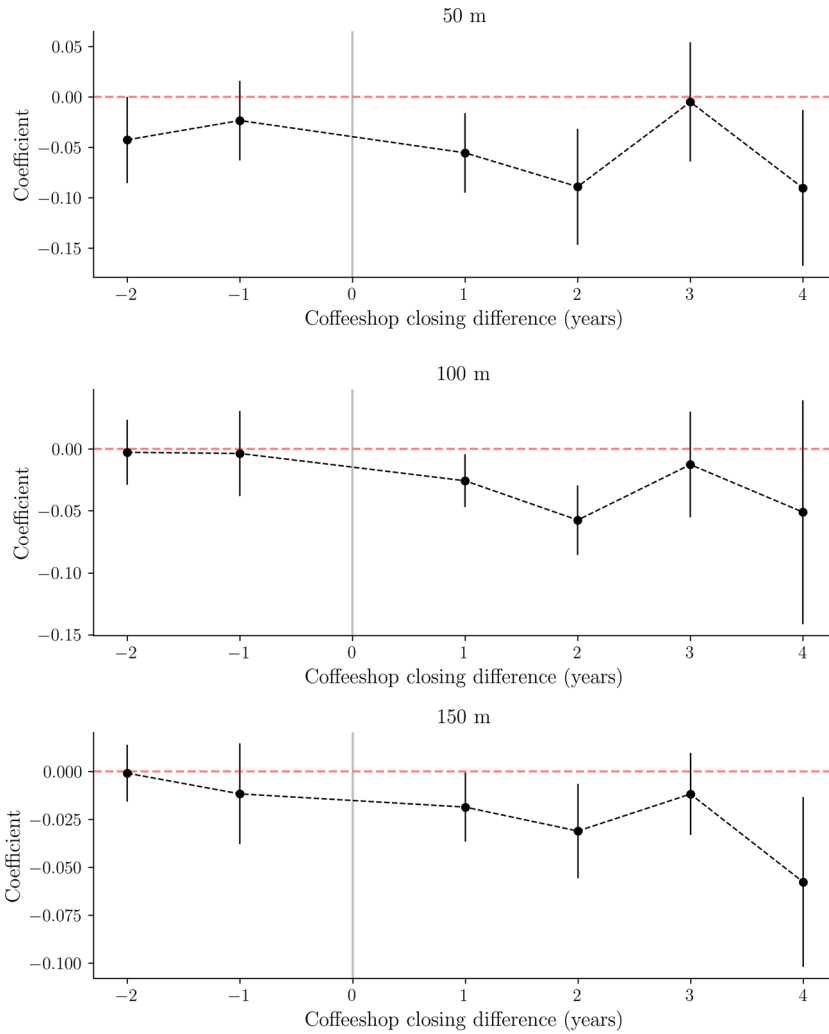 50 m
0.05
0.00
−0.05
−0.10
−0.15
Coefficient
−2 −1 0 1 2 3 4
Coffeeshop closing difference (years)
100 m
0.00
−0.05
−0.10
−0.15
Coefficient
−2 −1 0 1 2 3 4
Coffeeshop closing difference (years)
150 m
0.000
−0.025
−0.050
−0.075
−0.100
Coefficient
−2 −1 0 1 2 3 4
Coffeeshop closing difference (years)